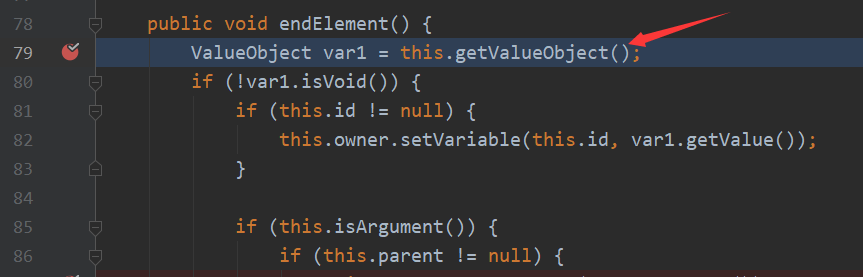 78 public void endElement() {
79 ValueObject var1 = this.getValueObject();
80 if (!var1.isVoid()) {
81 if (this.id != null) {
82 this.owner.setVariable(this.id, var1.getValue());
83 }
84
85 if (this.isArgument()) {
86 if (this.parent != null) {